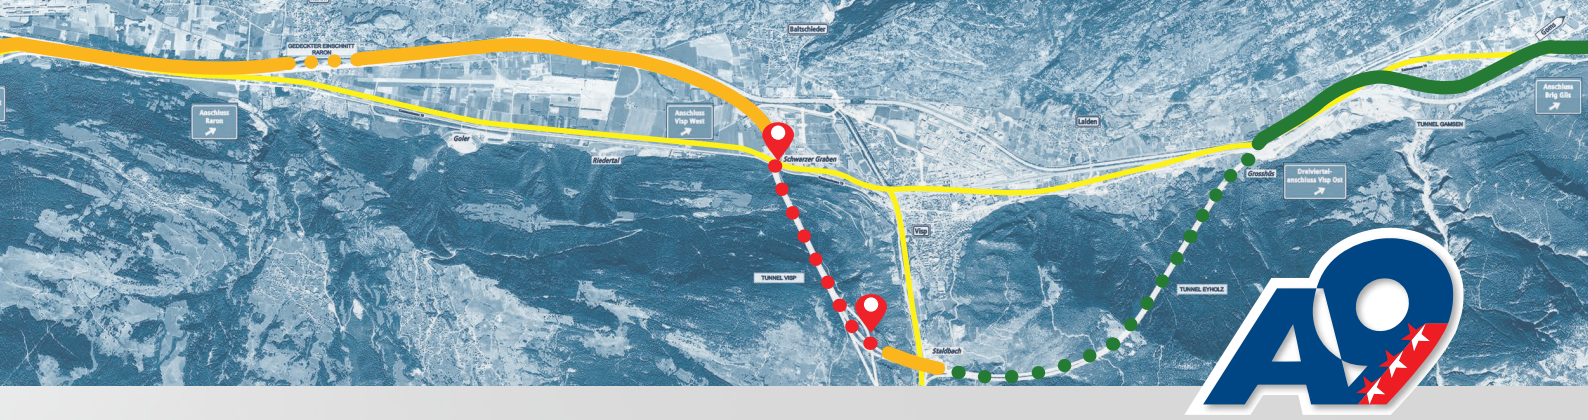 Baltschieder
Goms
GEDECKTER EINSCHNITT
RARON
Anschluss
Raron
Anschluss
Visp West
Anschluss
Brig Glis
Goler
Riedertal
Schwarzer Graben
Lalden
TUNNEL GAMSEN
Grosshüs
Dreiviertel-
anschluss Visp Ost
Visp
TUNNEL VISP
TUNNEL EYHOLZ
Staldbach
A9